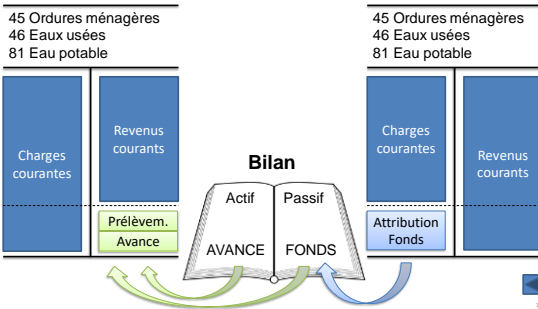 45 Ordures ménagères
46 Eaux usées
81 Eau potable
Charges
courantes
Revenus
courants
Prélèvem.
Avance
Bilan
Actif
Passif
AVANCE
FONDS
45 Ordures ménagères
46 Eaux usées
81 Eau potable
Charges
courantes
Attribution
Fonds
Revenus
courants